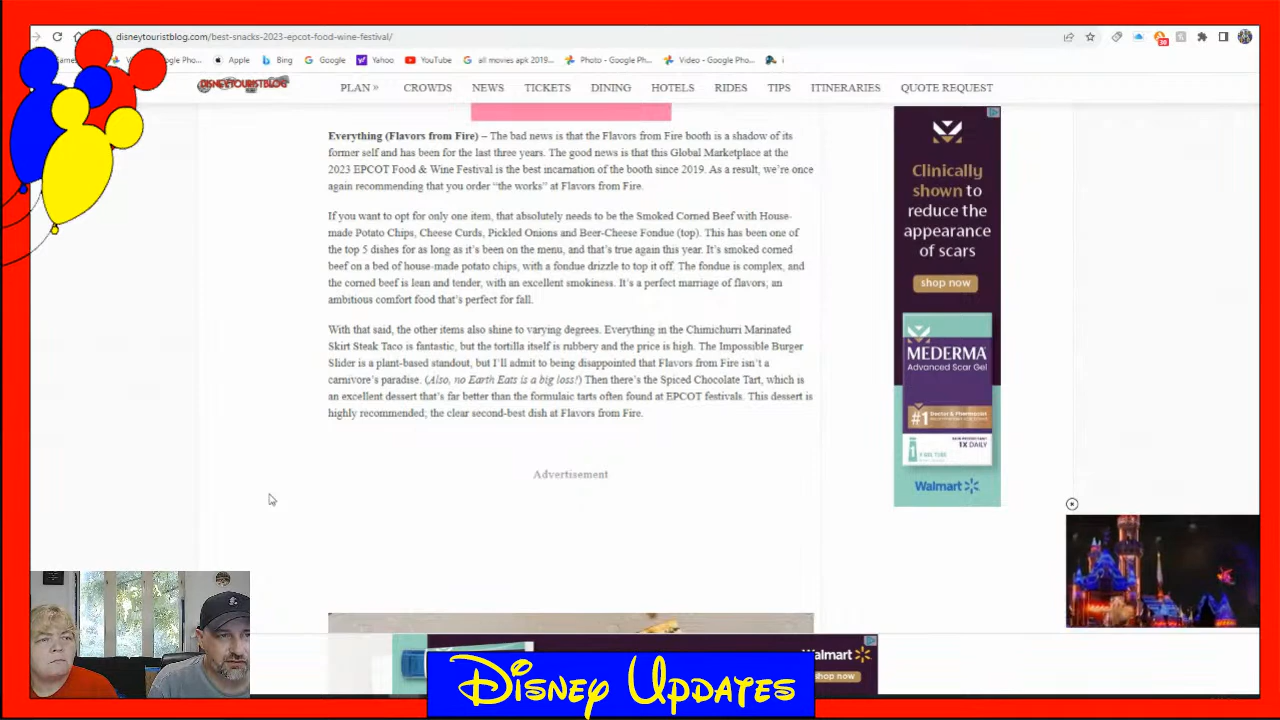 disneytouristblog.com/best-snacks-2023-epcot-food-wine-festival/
Apple
Bing
Google
Yahoo
YouTube
all movies apk 2019...
Photo - Google Ph...
Video - Google Pho...
DISNEYTOURISTBLOG
PLAN »
CROWDS
NEWS
TICKETS
DINING
HOTELS
RIDES
TIPS
ITINERARIES
QUOTE REQUEST
Everything (Flavors from Fire) – The bad news is that the Flavors from Fire booth is a shadow of its
former self and has been for the last three years. The good news is that this Global Marketplace at the
2023 EPCOT Food & Wine Festival is the best incarnation of the booth since 2019. As a result, we're once
again recommending that you order "the works" at Flavors from Fire.
If you want to opt for only one item, that absolutely needs to be the Smoked Corned Beef with House-
made Potato Chips, Cheese Curds, Pickled Onions and Beer-Cheese Fondue (top). This has been one of
the top 5 dishes for as long as it's been on the menu, and that's true again this year. It's smoked corned
beef on a bed of house-made potato chips, with a fondue drizzle to top it off. The fondue is complex, and
the corned beef is lean and tender, with an excellent smokiness. It's a perfect marriage of flavors; an
ambitious comfort food that's perfect for fall.
With that said, the other items also shine to varying degrees. Everything in the Chimichurri Marinated
Skirt Steak Taco is fantastic, but the tortilla itself is rubbery and the price is high. The Impossible Burger
Slider is a plant-based standout, but I'll admit to being disappointed that Flavors from Fire isn't a
carnivore's paradise. (Also, no Earth Eats is a big loss!) Then there's the Spiced Chocolate Tart, which is
an excellent dessert that's far better than the formulaic tarts often found at EPCOT festivals. This dessert is
highly recommended; the clear second-best dish at Flavors from Fire.
Advertisement
Clinically
shown to
reduce the
appearance
of scars
shop now
MEDERMA
Advanced Scar Gel
#1
1X DAILY
Walmart
Walmart
shop now
Disney Updates